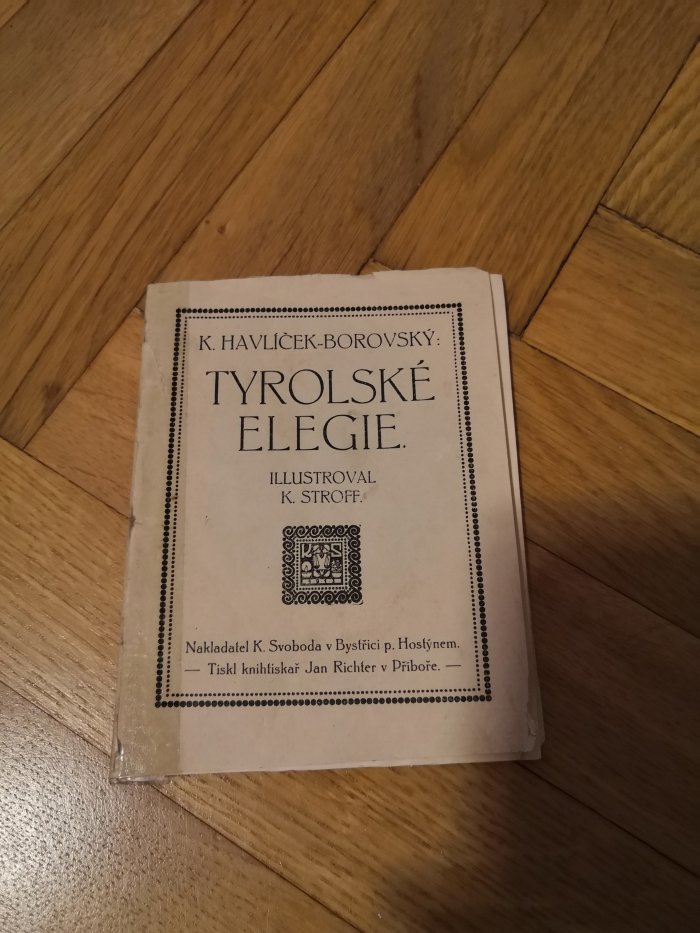 K. HAVLÍČEK-BOROVSKÝ:
TYROLSKÉ
ELEGIE.
ILLUSTROVAL
K. STROFF.
Nakladatel K. Svoboda v Bystřici p. Hostýnem.
— Tiskl knihtiskař Jan Richter v Příboře. —